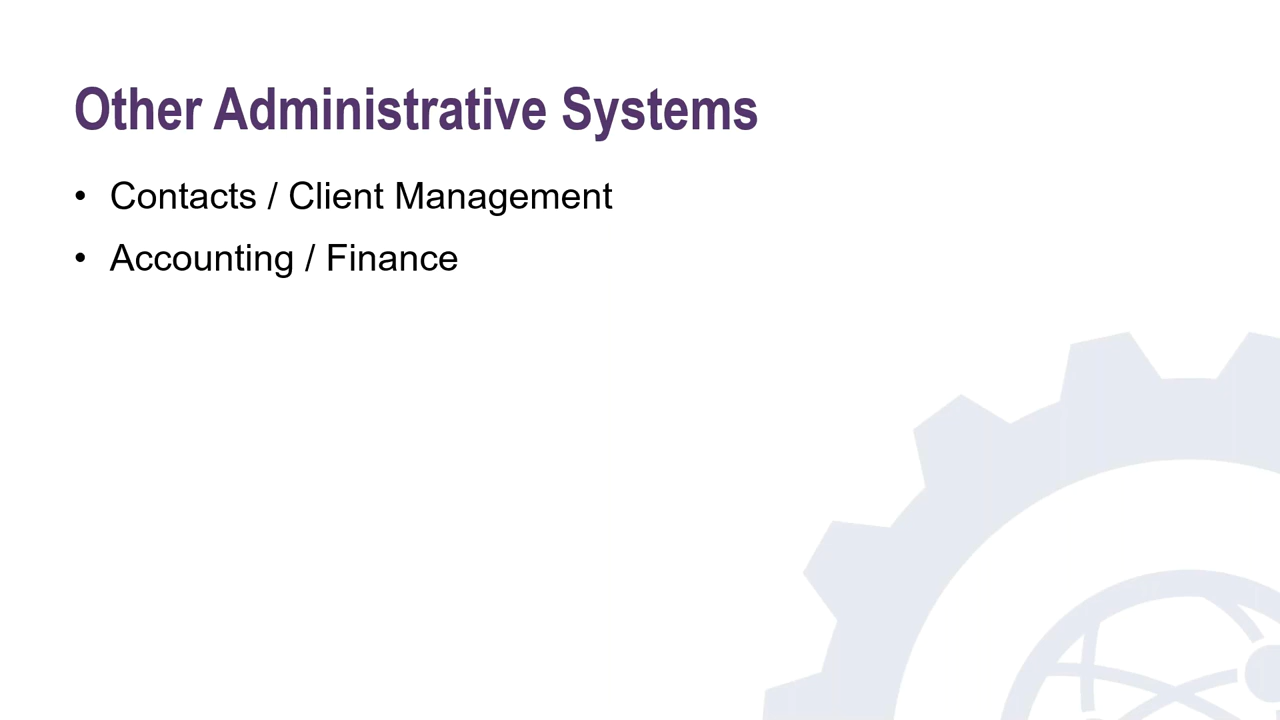 Other Administrative Systems
• Contacts / Client Management
• Accounting / Finance